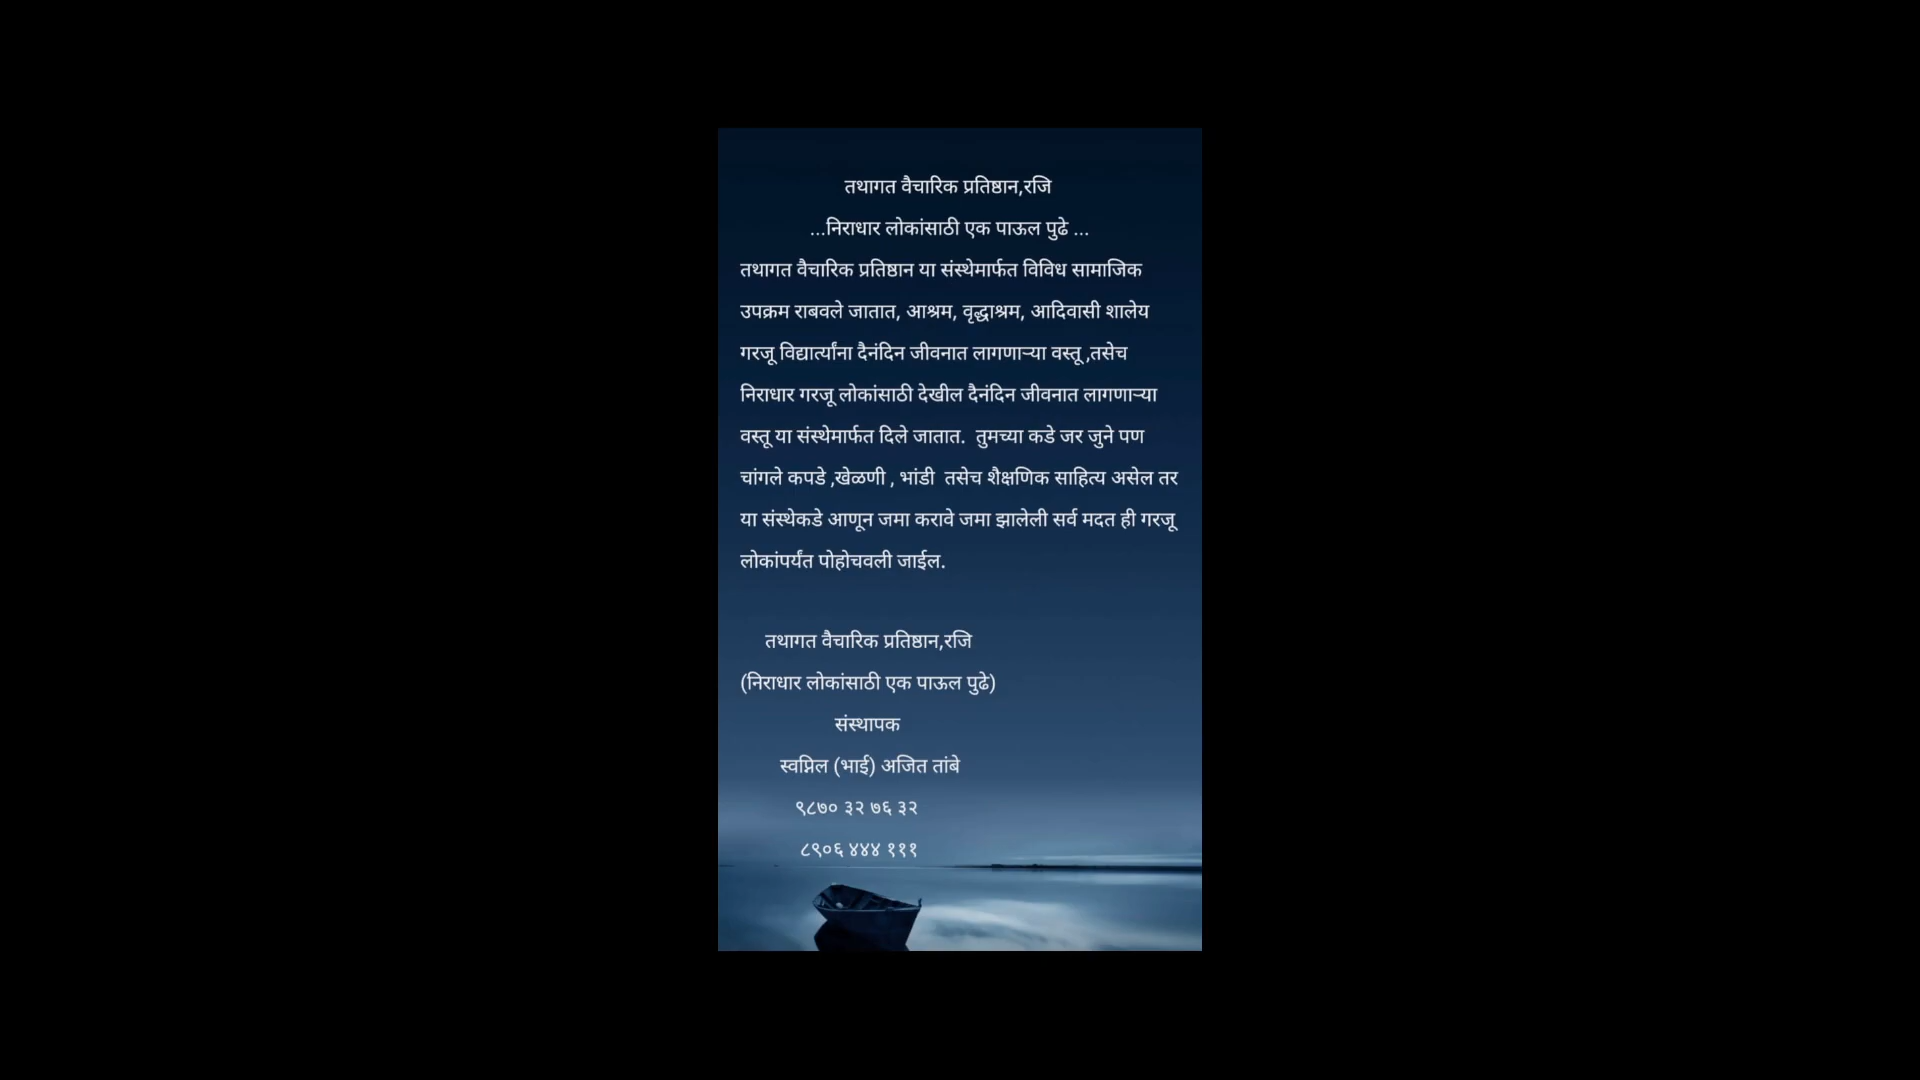 तथागत वैचारिक प्रतिष्ठान,रजि
...निराधार लोकांसाठी एक पाऊल पुढे ...
तथागत वैचारिक प्रतिष्ठान या संस्थेमार्फत विविध सामाजिक
उपक्रम राबवले जातात, आश्रम, वृद्धाश्रम, आदिवासी शालेय
गरजू विद्यार्त्यांना दैनंदिन जीवनात लागणाऱ्या वस्तू ,तसेच
निराधार गरजू लोकांसाठी देखील दैनंदिन जीवनात लागणाऱ्या
वस्तू या संस्थेमार्फत दिले जातात.  तुमच्या कडे जर जुने पण
चांगले कपडे ,खेळणी , भांडी  तसेच शैक्षणिक साहित्य असेल तर
या संस्थेकडे आणून जमा करावे जमा झालेली सर्व मदत ही गरजू
लोकांपर्यंत पोहोचवली जाईल.
तथागत वैचारिक प्रतिष्ठान,रजि
(निराधार लोकांसाठी एक पाऊल पुढे)
संस्थापक
स्वप्निल (भाई) अजित तांबे
९८७० ३२ ७६ ३२
८९०६ ४४४ १११